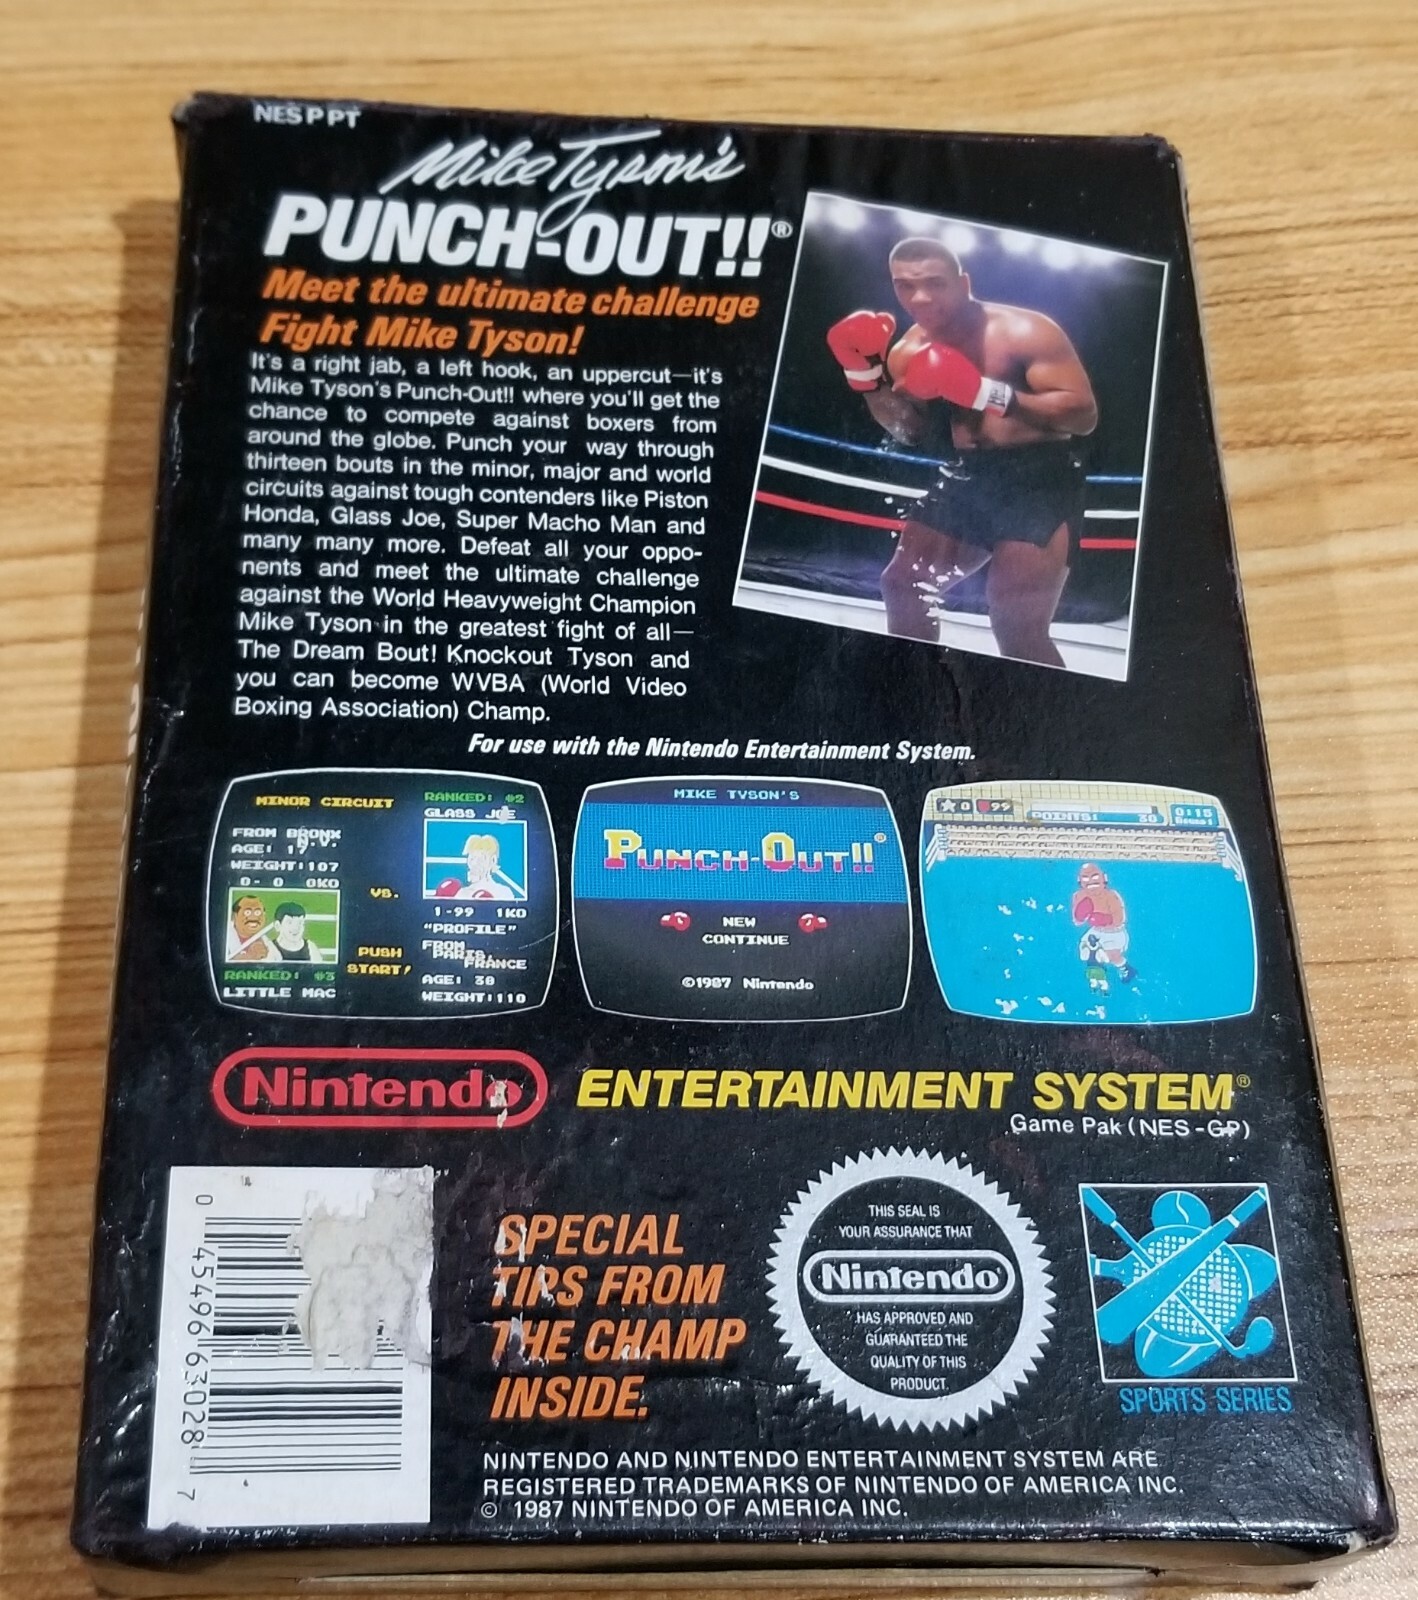 NES P PT
Mike Tyson's
PUNCH-OUT!!®
Meet the ultimate challenge
Fight Mike Tyson!
It's a right jab, a left hook, an uppercut—it's
Mike Tyson's Punch-Out!! where you'll get the
chance to compete against boxers from
around the globe. Punch your way through
thirteen bouts in the minor, major and world
circuits against tough contenders like Piston
Honda, Glass Joe, Super Macho Man and
many many more. Defeat all your oppo-
nents and meet the ultimate challenge
against the World Heavyweight Champion
Mike Tyson in the greatest fight of all—
The Dream Bout! Knockout Tyson and
you can become WVBA (World Video
Boxing Association) Champ.
For use with the Nintendo Entertainment System.
MINOR CIRCUIT
RANKED: #2
GLASS JOE
FROM BRONX
N.Y.
AGE: 17
WEIGHT:107
0- 0 0KO
VS.
1-99 1KO
"PROFILE"
FROM
PARIS,
FRANCE
AGE: 38
WEIGHT:110
PUSH
START!
RANKED: #3
LITTLE MAC
MIKE TYSON'S
PUNCH-OUT!!®
NEW
CONTINUE
©1987 Nintendo
0 99
POINTS: 30
0:15
Round 1
Nintendo
ENTERTAINMENT SYSTEM®
Game Pak (NES-GP)
0 45496 63028 7
SPECIAL
TIPS FROM
THE CHAMP
INSIDE.
THIS SEAL IS
YOUR ASSURANCE THAT
Nintendo
HAS APPROVED AND
GUARANTEED THE
QUALITY OF THIS
PRODUCT.
SPORTS SERIES
NINTENDO AND NINTENDO ENTERTAINMENT SYSTEM ARE
REGISTERED TRADEMARKS OF NINTENDO OF AMERICA INC.
© 1987 NINTENDO OF AMERICA INC.